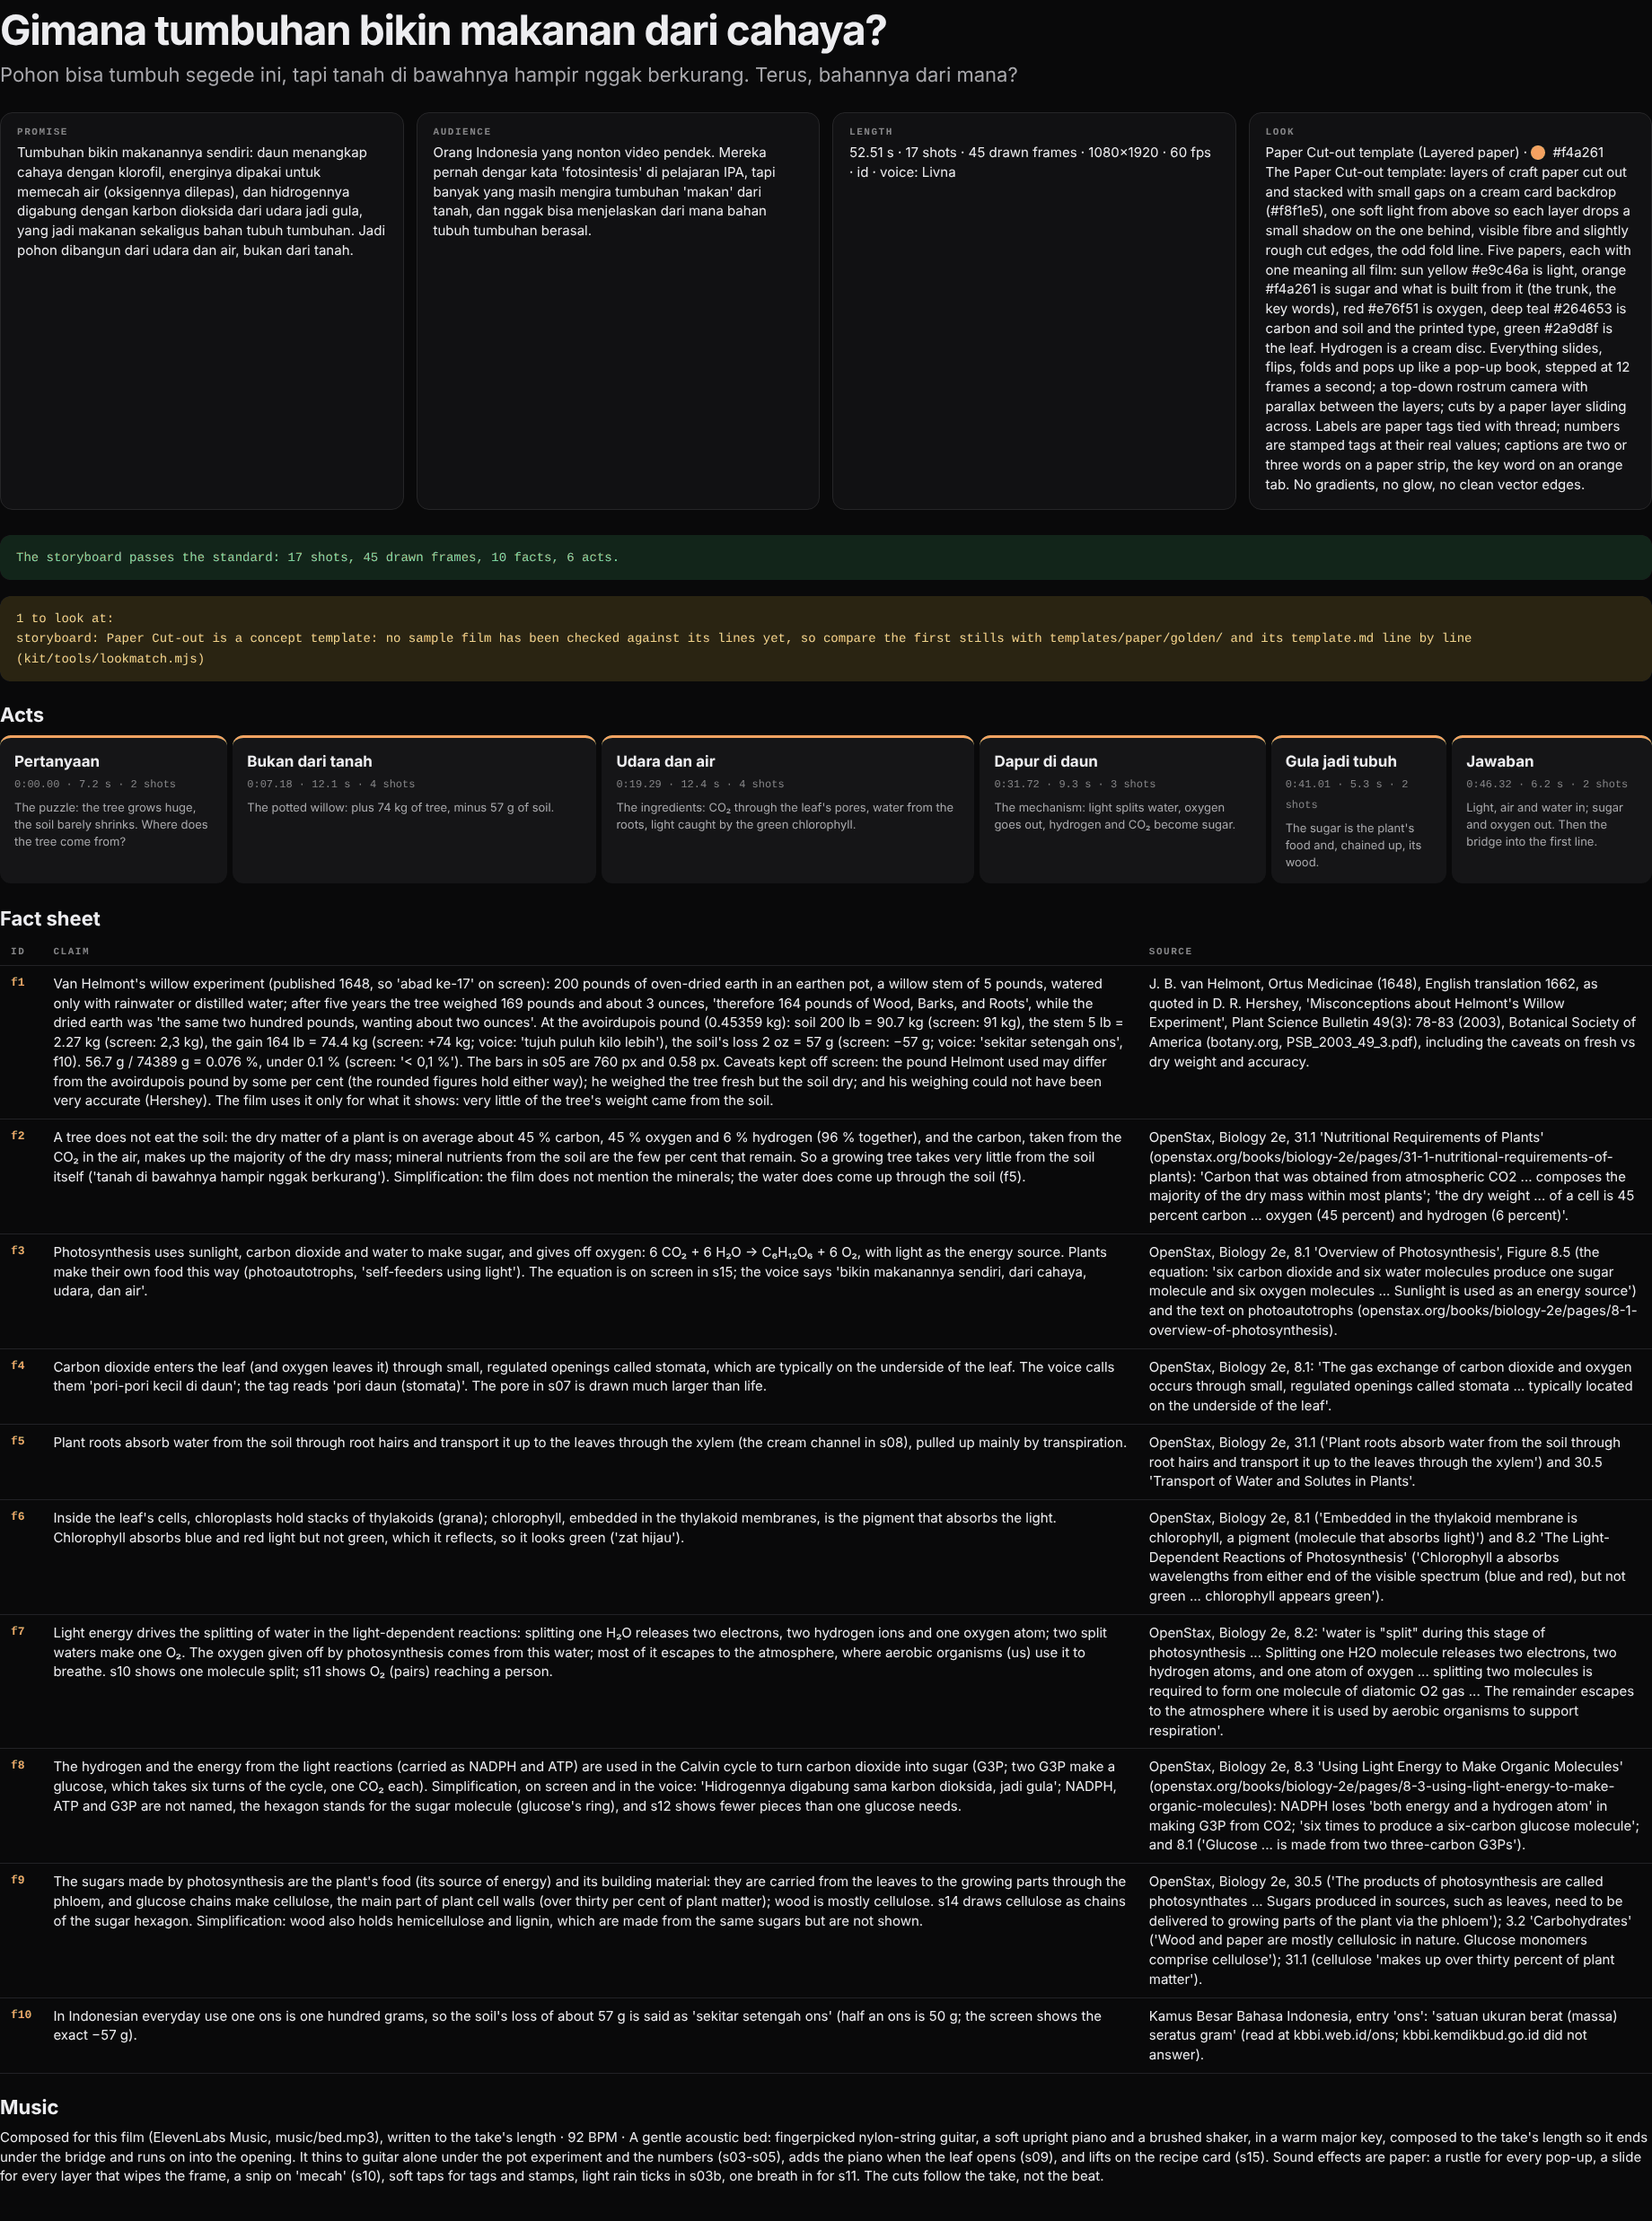 Gimana tumbuhan bikin makanan dari cahaya?
Pohon bisa tumbuh segede ini, tapi tanah di bawahnya hampir nggak berkurang. Terus, bahannya dari mana?
PROMISE
Tumbuhan bikin makanannya sendiri: daun menangkap
cahaya dengan klorofil, energinya dipakai untuk
memecah air (oksigennya dilepas), dan hidrogennya
digabung dengan karbon dioksida dari udara jadi gula,
yang jadi makanan sekaligus bahan tubuh tumbuhan. Jadi
pohon dibangun dari udara dan air, bukan dari tanah.
AUDIENCE
Orang Indonesia yang nonton video pendek. Mereka
pernah dengar kata 'fotosintesis' di pelajaran IPA, tapi
banyak yang masih mengira tumbuhan 'makan' dari
tanah, dan nggak bisa menjelaskan dari mana bahan
tubuh tumbuhan berasal.
LENGTH
52.51 s · 17 shots · 45 drawn frames · 1080×1920 · 60 fps
· id · voice: Livna
LOOK
Paper Cut-out template (Layered paper) · #f4a261
The Paper Cut-out template: layers of craft paper cut out
and stacked with small gaps on a cream card backdrop
(#f8f1e5), one soft light from above so each layer drops a
small shadow on the one behind, visible fibre and slightly
rough cut edges, the odd fold line. Five papers, each with
one meaning all film: sun yellow #e9c46a is light, orange
#f4a261 is sugar and what is built from it (the trunk, the
key words), red #e76f51 is oxygen, deep teal #264653 is
carbon and soil and the printed type, green #2a9d8f is
the leaf. Hydrogen is a cream disc. Everything slides,
flips, folds and pops up like a pop-up book, stepped at 12
frames a second; a top-down rostrum camera with
parallax between the layers; cuts by a paper layer sliding
across. Labels are paper tags tied with thread; numbers
are stamped tags at their real values; captions are two or
three words on a paper strip, the key word on an orange
tab. No gradients, no glow, no clean vector edges.
The storyboard passes the standard: 17 shots, 45 drawn frames, 10 facts, 6 acts.
1 to look at:
storyboard: Paper Cut-out is a concept template: no sample film has been checked against its lines yet, so compare the first stills with templates/paper/golden/ and its template.md line by line
(kit/tools/lookmatch.mjs)
Acts
Pertanyaan
0:00.00 · 7.2 s · 2 shots
The puzzle: the tree grows huge,
the soil barely shrinks. Where does
the tree come from?
Bukan dari tanah
0:07.18 · 12.1 s · 4 shots
The potted willow: plus 74 kg of tree, minus 57 g of soil.
Udara dan air
0:19.29 · 12.4 s · 4 shots
The ingredients: CO₂ through the leaf's pores, water from the
roots, light caught by the green chlorophyll.
Dapur di daun
0:31.72 · 9.3 s · 3 shots
The mechanism: light splits water, oxygen
goes out, hydrogen and CO₂ become sugar.
Gula jadi tubuh
0:41.01 · 5.3 s · 2
shots
The sugar is the plant's
food and, chained up, its
wood.
Jawaban
0:46.32 · 6.2 s · 2 shots
Light, air and water in; sugar
and oxygen out. Then the
bridge into the first line.
Fact sheet
ID CLAIM SOURCE
f1
Van Helmont's willow experiment (published 1648, so 'abad ke-17' on screen): 200 pounds of oven-dried earth in an earthen pot, a willow stem of 5 pounds, watered
only with rainwater or distilled water; after five years the tree weighed 169 pounds and about 3 ounces, 'therefore 164 pounds of Wood, Barks, and Roots', while the
dried earth was 'the same two hundred pounds, wanting about two ounces'. At the avoirdupois pound (0.45359 kg): soil 200 lb = 90.7 kg (screen: 91 kg), the stem 5 lb =
2.27 kg (screen: 2,3 kg), the gain 164 lb = 74.4 kg (screen: +74 kg; voice: 'tujuh puluh kilo lebih'), the soil's loss 2 oz = 57 g (screen: −57 g; voice: 'sekitar setengah ons',
f10). 56.7 g / 74389 g = 0.076 %, under 0.1 % (screen: '< 0,1 %'). The bars in s05 are 760 px and 0.58 px. Caveats kept off screen: the pound Helmont used may differ
from the avoirdupois pound by some per cent (the rounded figures hold either way); he weighed the tree fresh but the soil dry; and his weighing could not have been
very accurate (Hershey). The film uses it only for what it shows: very little of the tree's weight came from the soil.
J. B. van Helmont, Ortus Medicinae (1648), English translation 1662, as
quoted in D. R. Hershey, 'Misconceptions about Helmont's Willow
Experiment', Plant Science Bulletin 49(3): 78-83 (2003), Botanical Society of
America (botany.org, PSB_2003_49_3.pdf), including the caveats on fresh vs
dry weight and accuracy.
f2
A tree does not eat the soil: the dry matter of a plant is on average about 45 % carbon, 45 % oxygen and 6 % hydrogen (96 % together), and the carbon, taken from the
CO₂ in the air, makes up the majority of the dry mass; mineral nutrients from the soil are the few per cent that remain. So a growing tree takes very little from the soil
itself ('tanah di bawahnya hampir nggak berkurang'). Simplification: the film does not mention the minerals; the water does come up through the soil (f5).
OpenStax, Biology 2e, 31.1 'Nutritional Requirements of Plants'
(openstax.org/books/biology-2e/pages/31-1-nutritional-requirements-of-
plants): 'Carbon that was obtained from atmospheric CO2 ... composes the
majority of the dry mass within most plants'; 'the dry weight ... of a cell is 45
percent carbon ... oxygen (45 percent) and hydrogen (6 percent)'.
f3
Photosynthesis uses sunlight, carbon dioxide and water to make sugar, and gives off oxygen: 6 CO₂ + 6 H₂O → C₆H₁₂O₆ + 6 O₂, with light as the energy source. Plants
make their own food this way (photoautotrophs, 'self-feeders using light'). The equation is on screen in s15; the voice says 'bikin makanannya sendiri, dari cahaya,
udara, dan air'.
OpenStax, Biology 2e, 8.1 'Overview of Photosynthesis', Figure 8.5 (the
equation: 'six carbon dioxide and six water molecules produce one sugar
molecule and six oxygen molecules ... Sunlight is used as an energy source')
and the text on photoautotrophs (openstax.org/books/biology-2e/pages/8-1-
overview-of-photosynthesis).
f4
Carbon dioxide enters the leaf (and oxygen leaves it) through small, regulated openings called stomata, which are typically on the underside of the leaf. The voice calls
them 'pori-pori kecil di daun'; the tag reads 'pori daun (stomata)'. The pore in s07 is drawn much larger than life.
OpenStax, Biology 2e, 8.1: 'The gas exchange of carbon dioxide and oxygen
occurs through small, regulated openings called stomata ... typically located
on the underside of the leaf'.
f5
Plant roots absorb water from the soil through root hairs and transport it up to the leaves through the xylem (the cream channel in s08), pulled up mainly by transpiration.
OpenStax, Biology 2e, 31.1 ('Plant roots absorb water from the soil through
root hairs and transport it up to the leaves through the xylem') and 30.5
'Transport of Water and Solutes in Plants'.
f6
Inside the leaf's cells, chloroplasts hold stacks of thylakoids (grana); chlorophyll, embedded in the thylakoid membranes, is the pigment that absorbs the light.
Chlorophyll absorbs blue and red light but not green, which it reflects, so it looks green ('zat hijau').
OpenStax, Biology 2e, 8.1 ('Embedded in the thylakoid membrane is
chlorophyll, a pigment (molecule that absorbs light)') and 8.2 'The Light-
Dependent Reactions of Photosynthesis' ('Chlorophyll a absorbs
wavelengths from either end of the visible spectrum (blue and red), but not
green ... chlorophyll appears green').
f7
Light energy drives the splitting of water in the light-dependent reactions: splitting one H₂O releases two electrons, two hydrogen ions and one oxygen atom; two split
waters make one O₂. The oxygen given off by photosynthesis comes from this water; most of it escapes to the atmosphere, where aerobic organisms (us) use it to
breathe. s10 shows one molecule split; s11 shows O₂ (pairs) reaching a person.
OpenStax, Biology 2e, 8.2: 'water is "split" during this stage of
photosynthesis ... Splitting one H2O molecule releases two electrons, two
hydrogen atoms, and one atom of oxygen ... splitting two molecules is
required to form one molecule of diatomic O2 gas ... The remainder escapes
to the atmosphere where it is used by aerobic organisms to support
respiration'.
f8
The hydrogen and the energy from the light reactions (carried as NADPH and ATP) are used in the Calvin cycle to turn carbon dioxide into sugar (G3P; two G3P make a
glucose, which takes six turns of the cycle, one CO₂ each). Simplification, on screen and in the voice: 'Hidrogennya digabung sama karbon dioksida, jadi gula'; NADPH,
ATP and G3P are not named, the hexagon stands for the sugar molecule (glucose's ring), and s12 shows fewer pieces than one glucose needs.
OpenStax, Biology 2e, 8.3 'Using Light Energy to Make Organic Molecules'
(openstax.org/books/biology-2e/pages/8-3-using-light-energy-to-make-
organic-molecules): NADPH loses 'both energy and a hydrogen atom' in
making G3P from CO2; 'six times to produce a six-carbon glucose molecule';
and 8.1 ('Glucose ... is made from two three-carbon G3Ps').
f9
The sugars made by photosynthesis are the plant's food (its source of energy) and its building material: they are carried from the leaves to the growing parts through the
phloem, and glucose chains make cellulose, the main part of plant cell walls (over thirty per cent of plant matter); wood is mostly cellulose. s14 draws cellulose as chains
of the sugar hexagon. Simplification: wood also holds hemicellulose and lignin, which are made from the same sugars but are not shown.
OpenStax, Biology 2e, 30.5 ('The products of photosynthesis are called
photosynthates ... Sugars produced in sources, such as leaves, need to be
delivered to growing parts of the plant via the phloem'); 3.2 'Carbohydrates'
('Wood and paper are mostly cellulosic in nature. Glucose monomers
comprise cellulose'); 31.1 (cellulose 'makes up over thirty percent of plant
matter').
f10
In Indonesian everyday use one ons is one hundred grams, so the soil's loss of about 57 g is said as 'sekitar setengah ons' (half an ons is 50 g; the screen shows the
exact −57 g).
Kamus Besar Bahasa Indonesia, entry 'ons': 'satuan ukuran berat (massa)
seratus gram' (read at kbbi.web.id/ons; kbbi.kemdikbud.go.id did not
answer).
Music
Composed for this film (ElevenLabs Music, music/bed.mp3), written to the take's length · 92 BPM · A gentle acoustic bed: fingerpicked nylon-string guitar, a soft upright piano and a brushed shaker, in a warm major key, composed to the take's length so it ends
under the bridge and runs on into the opening. It thins to guitar alone under the pot experiment and the numbers (s03-s05), adds the piano when the leaf opens (s09), and lifts on the recipe card (s15). Sound effects are paper: a rustle for every pop-up, a slide
for every layer that wipes the frame, a snip on 'mecah' (s10), soft taps for tags and stamps, light rain ticks in s03b, one breath in for s11. The cuts follow the take, not the beat.